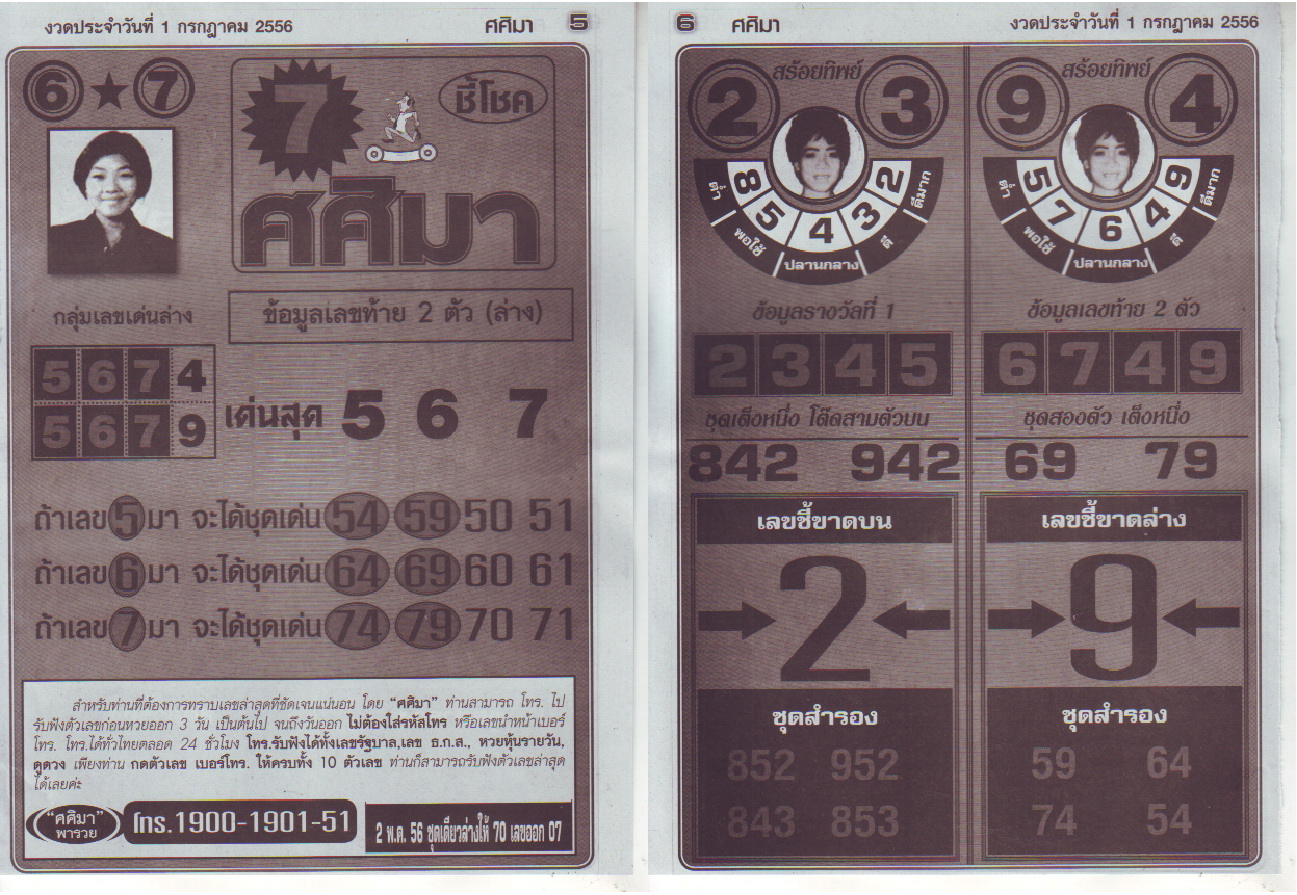 งวดประจำวันที่ 1 กรกฎาคม 2556 ศศิมา 5
6 ★ 7
7 ชี้โชค
ศศิมา
กลุ่มเลขเด่นล่าง
5 6 7 4
5 6 7 9
ข้อมูลเลขท้าย 2 ตัว (ล่าง)
เด่นสุด 5 6 7
ถ้าเลข 5 มา จะได้ชุดเด่น 54 59 50 51
ถ้าเลข 6 มา จะได้ชุดเด่น 64 69 60 61
ถ้าเลข 7 มา จะได้ชุดเด่น 74 79 70 71
สำหรับท่านที่ต้องการทราบเลขล่าสุดที่ชัดเจนแน่นอน โดย “ศศิมา” ท่านสามารถ โทร. ไป
รับฟังตัวเลขก่อนหวยออก 3 วัน เป็นต้นไป จนถึงวันออก ไม่ต้องใส่รหัสโทร หรือเลขนำหน้าเบอร์
โทร. โทร.ได้ทั่วไทยตลอด 24 ชั่วโมง โทร.รับฟังได้ทั้งเลขรัฐบาล,เลข ธ.ก.ส., หวยหุ้นรายวัน,
ดูดวง เพียงท่าน กดตัวเลข เบอร์โทร. ให้ครบทั้ง 10 ตัวเลข ท่านก็สามารถรับฟังตัวเลขล่าสุด
ได้เลยค่ะ
“ศศิมา”
พารวย
โทร.1900-1901-51
2 พ.ค. 56 ชุดเดียวล่างให้ 70 เลขออก 07
6 ศศิมา งวดประจำวันที่ 1 กรกฎาคม 2556
สร้อยทิพย์
2 3
8 5 4 3 2
ต่ำ พอใช้ ปลานกลาง ดี ดีมาก
ข้อมูลรางวัลที่ 1
2 3 4 5
ชุดเต็งหนึ่ง โต๊ดสามตัวบน
842 942
เลขชี้ขาดบน
2
ชุดสำรอง
852 952
843 853
สร้อยทิพย์
9 4
5 7 6 4 9
ต่ำ พอใช้ ปลานกลาง ดี ดีมาก
ข้อมูลเลขท้าย 2 ตัว
6 7 4 9
ชุดสองตัว เต็งหนึ่ง
69 79
เลขชี้ขาดล่าง
9
ชุดสำรอง
59 64
74 54